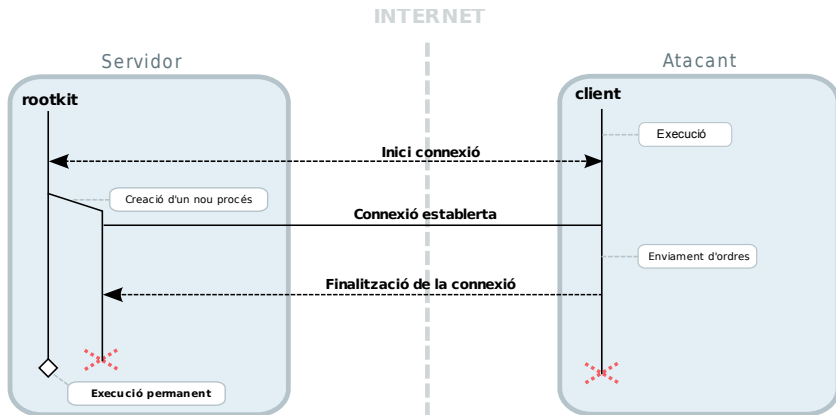 INTERNET
Servidor
Atacant
rootkit
client
Execució
Inici connexió
Creació d'un nou procés
Connexió establerta
Enviament d'ordres
Finalització de la connexió
Execució permanent